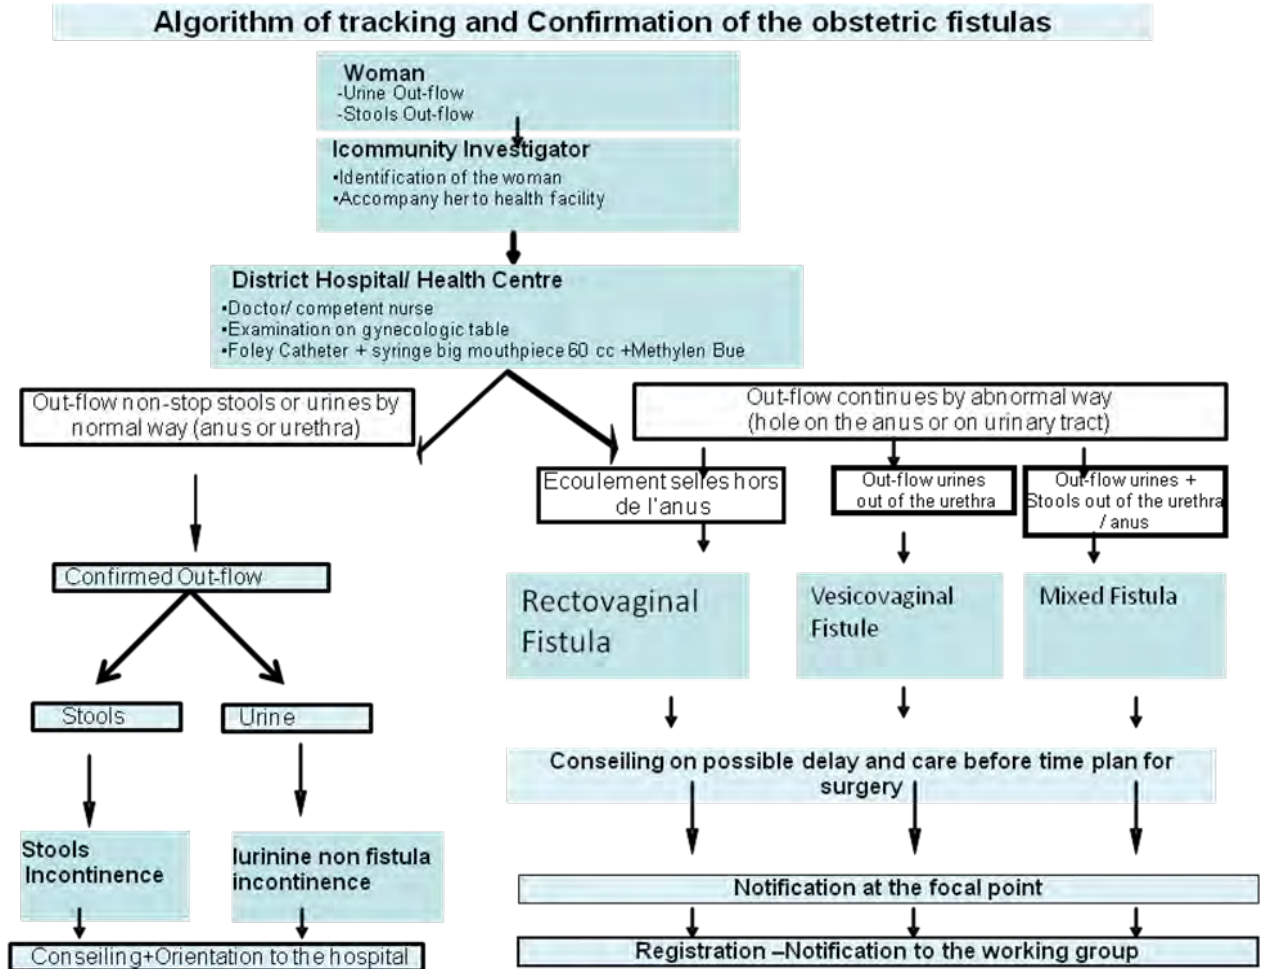 Algorithm of tracking and Confirmation of the obstetric fistulas
Woman
-Urine Out-flow
-Stools Out-flow
Icommunity Investigator
•Identification of the woman
•Accompany her to health facility
District Hospital/ Health Centre
•Doctor/ competent nurse
•Examination on gynecologic table
•Foley Catheter + syringe big mouthpiece 60 cc +Methylen Bue
Out-flow non-stop stools or urines by
normal way (anus or urethra)
Out-flow continues by abnormal way
(hole on the anus or on urinary tract)
Ecoulement selles hors
de l'anus
Out-flow urines
out of the urethra
Out-flow urines +
Stools out of the urethra
/ anus
Confirmed Out-flow
Rectovaginal
Fistula
Vesicovaginal
Fistule
Mixed Fistula
Stools
Urine
Conseiling on possible delay and care before time plan for
surgery
Stools
Incontinence
Iurinine non fistula
incontinence
Notification at the focal point
Conseiling+Orientation to the hospital
Registration –Notification to the working group